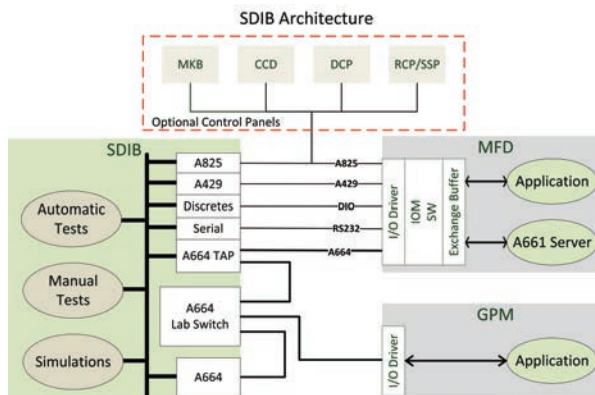 SDIB Architecture
MKB
CCD
DCP
RCP/SSP
Optional Control Panels
SDIB
MFD
A825
A825
A429
A429
Discretes
DIO
Serial
RS232
A664 TAP
A664
I/O Driver
IOM
SW
Exchange Buffer
Application
A661 Server
Automatic
Tests
Manual
Tests
Simulations
A664
Lab Switch
A664
GPM
I/O Driver
Application